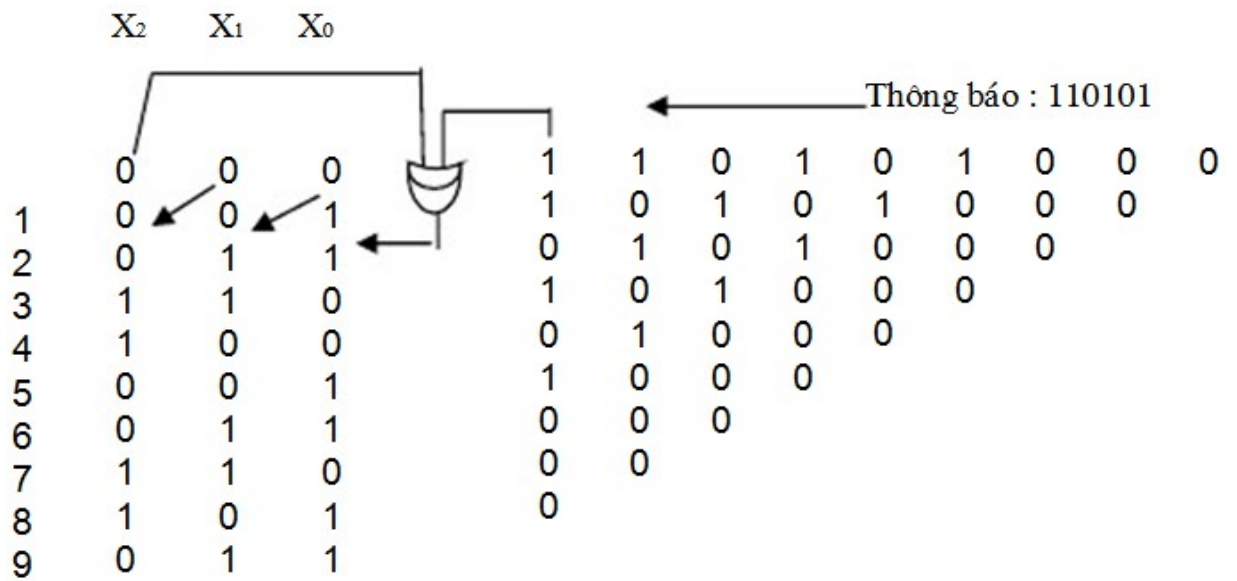 X2 X1 X0
Thông báo : 110101
0 0 0 1 1 0 1 0 1 0 0 0
1 0 0 1 1 0 1 0 1 0 0 0
2 0 1 1 0 1 0 1 0 0 0
3 1 1 0 1 0 1 0 0 0
4 1 0 0 0 1 0 0 0
5 0 0 1 1 0 0 0
6 0 1 1 0 0 0
7 1 1 0 0 0
8 1 0 1 0
9 0 1 1